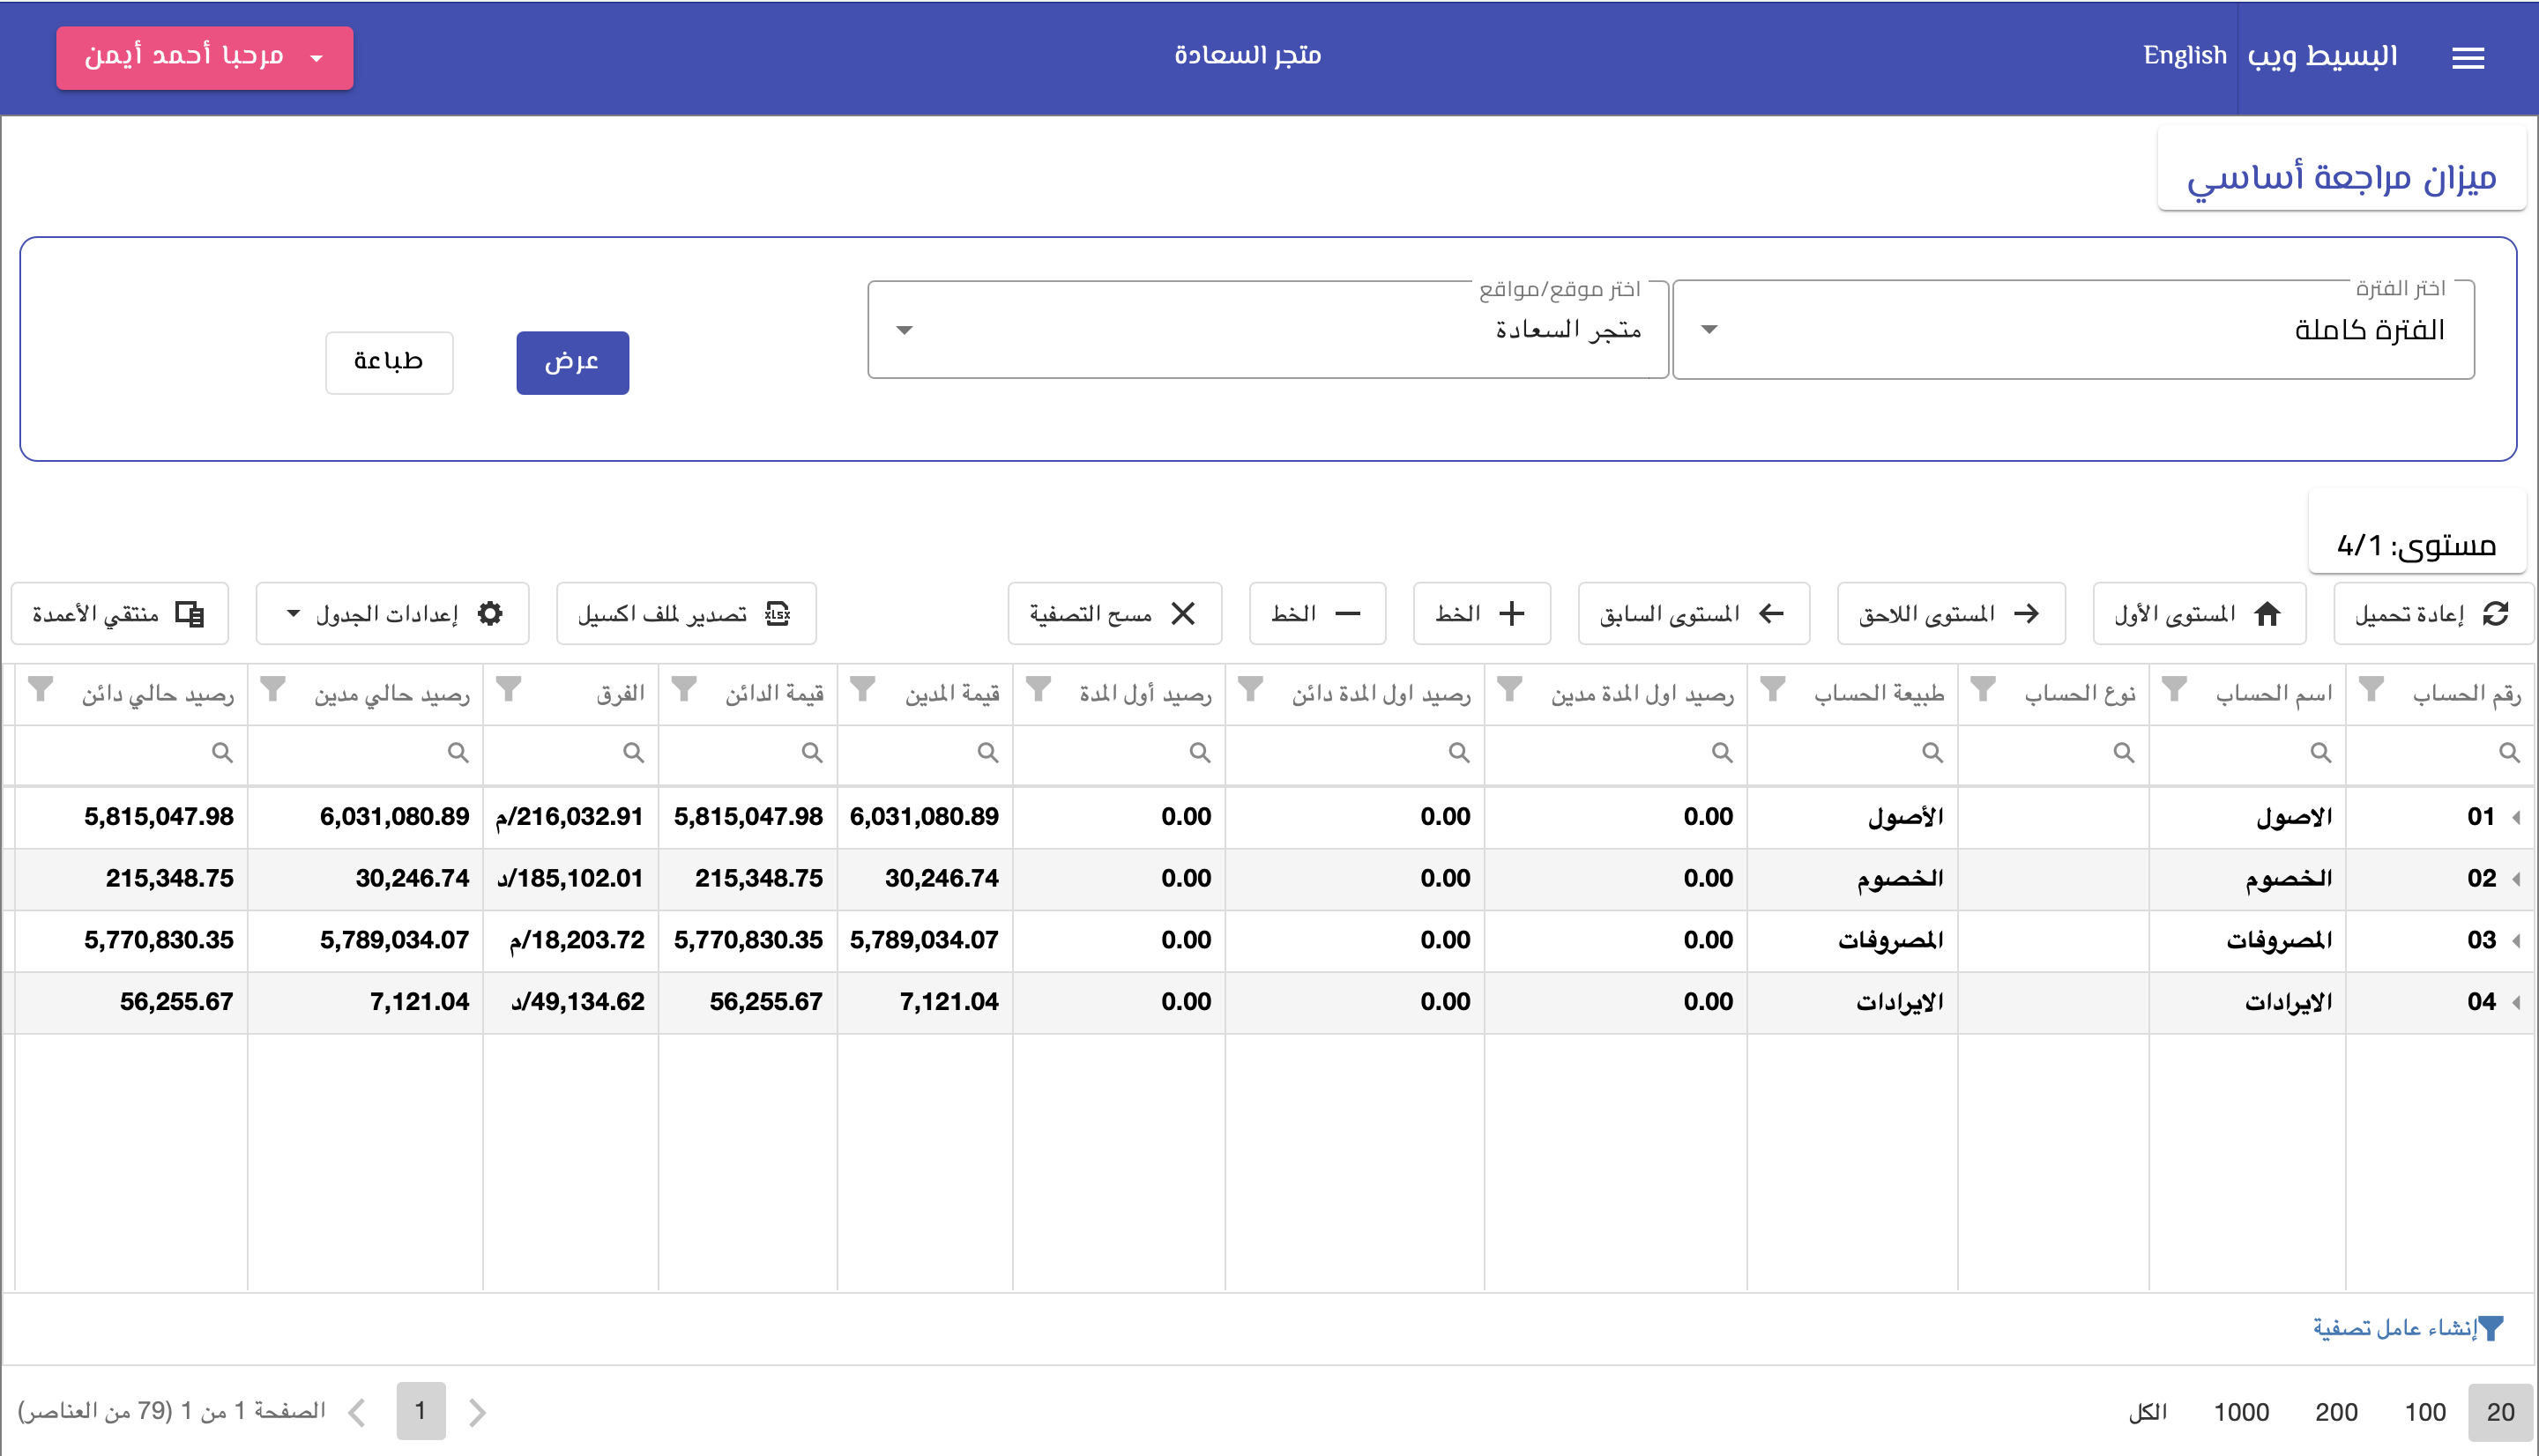 البسيط ويب English متجر السعادة مرحبا أحمد أيمن
ميزان مراجعة أساسي
اختر الفترة اختر موقع/مواقع
الفترة كاملة متجر السعادة
عرض طباعة
مستوى: 4/1
إعادة تحميل المستوى الأول المستوى اللاحق المستوى السابق الخط الخط مسح التصفية تصدير لملف اكسيل إعدادات الجدول منتقي الأعمدة
رقم الحساب اسم الحساب نوع الحساب طبيعة الحساب رصيد اول المدة مدين رصيد اول المدة دائن رصيد أول المدة قيمة المدين قيمة الدائن الفرق رصيد حالي مدين رصيد حالي دائن
01 الاصول الأصول 0.00 0.00 0.00 6,031,080.89 5,815,047.98 216,032.91/م 6,031,080.89 5,815,047.98
02 الخصوم الخصوم 0.00 0.00 0.00 30,246.74 215,348.75 185,102.01/د 30,246.74 215,348.75
03 المصروفات المصروفات 0.00 0.00 0.00 5,789,034.07 5,770,830.35 18,203.72/م 5,789,034.07 5,770,830.35
04 الايرادات الايرادات 0.00 0.00 0.00 7,121.04 56,255.67 49,134.62/د 7,121.04 56,255.67
إنشاء عامل تصفية
20 100 200 1000 الكل 1 الصفحة 1 من 1 (79 من العناصر)